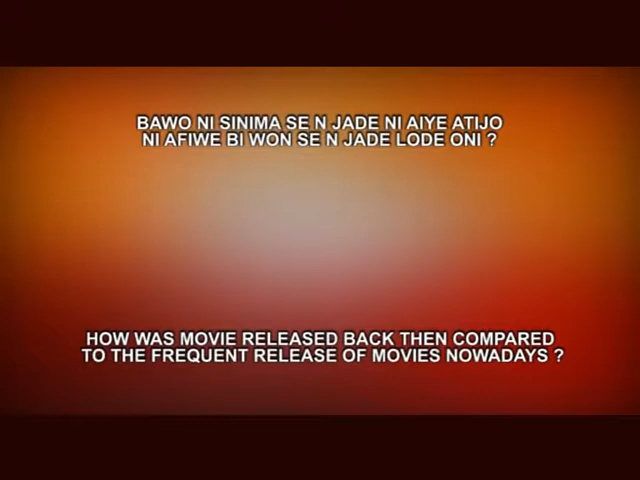 BAWO NI SINIMA SE N JADE NI AIYE ATIJO
NI AFIWE BI WON SE N JADE LODE ONI ?
HOW WAS MOVIE RELEASED BACK THEN COMPARED
TO THE FREQUENT RELEASE OF MOVIES NOWADAYS ?